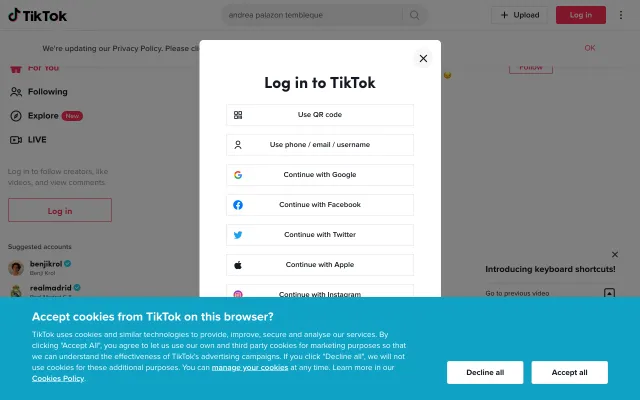 TikTok
andrea palazon tembleque
Upload
Log in
We're updating our Privacy Policy. Please
OK
For You
Follow
Following
Explore New
LIVE
Log in to follow creators, like
videos, and view comments.
Log in
Suggested accounts
benjikrol
Benji Krol
realmadrid
Log in to TikTok
Use QR code
Use phone / email / username
Continue with Google
Continue with Facebook
Continue with Twitter
Continue with Apple
Continue with Instagram
Introducing keyboard shortcuts!
Go to previous video
Accept cookies from TikTok on this browser?
TikTok uses cookies and similar technologies to provide, improve, secure and analyse our services. By
clicking "Accept All", you agree to let us use our own and third party cookies for marketing purposes so that
we can understand the effectiveness of TikTok's advertising campaigns. If you click "Decline all", we will not
use cookies for these additional purposes. You can manage your cookies at any time. Learn more in our
Cookies Policy.
Decline all
Accept all